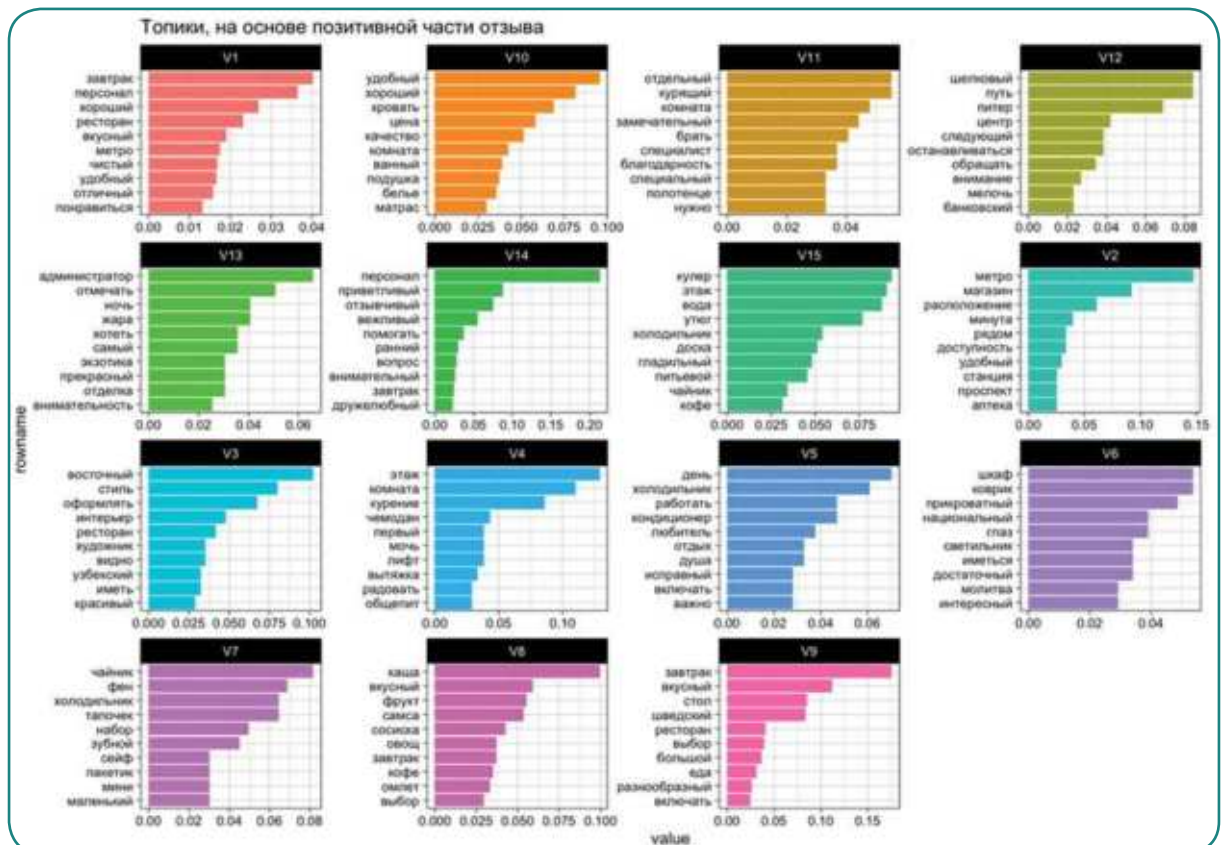 Топики, на основе позитивной части отзыва
V1
завтрак
персонал
хороший
ресторан
вкусный
метро
чистый
удобный
отличный
понравиться
0.00 0.01 0.02 0.03 0.04
V10
удобный
хороший
кровать
цена
качество
комната
ванный
подушка
белье
матрас
0.000 0.025 0.050 0.075 0.100
V11
отдельный
курящий
комната
замечательный
брать
специалист
благодарность
специальный
полотенце
нужно
0.00 0.02 0.04
V12
шелковый
путь
питер
центр
следующий
останавливаться
обращать
внимание
мелочь
банковский
0.00 0.02 0.04 0.06 0.08
V13
администратор
отмечать
ночь
жара
хотеть
самый
экзотика
прекрасный
отделка
внимательность
0.00 0.02 0.04 0.06
V14
персонал
приветливый
отзывчивый
вежливый
помогать
ранний
вопрос
внимательный
завтрак
дружелюбный
0.00 0.05 0.10 0.15 0.20
V15
кулер
этаж
вода
утюг
холодильник
доска
гладильный
питьевой
чайник
кофе
0.000 0.025 0.050 0.075
V2
метро
магазин
расположение
минута
рядом
доступность
удобный
станция
проспект
аптека
0.00 0.05 0.10 0.15
rowname
V3
восточный
стиль
оформлять
интерьер
ресторан
художник
видно
узбекский
иметь
красивый
0.000 0.025 0.050 0.075 0.100
V4
этаж
комната
курение
чемодан
первый
мочь
лифт
вытяжка
радовать
общепит
0.00 0.05 0.10
V5
день
холодильник
работать
кондиционер
любитель
отдых
душа
исправный
включать
важно
0.00 0.02 0.04 0.06
V6
шкаф
коврик
прикроватный
национальный
глаз
светильник
иметься
достаточный
молитва
интересный
0.00 0.02 0.04
V7
чайник
фен
холодильник
тапочек
набор
зубной
сейф
пакетик
мини
маленький
0.00 0.02 0.04 0.06 0.08
V8
каша
вкусный
фрукт
самса
сосиска
овощ
завтрак
кофе
омлет
выбор
0.000 0.025 0.050 0.075 0.100
V9
завтрак
вкусный
стол
шведский
ресторан
выбор
большой
еда
разнообразный
включать
0.00 0.05 0.10 0.15
value